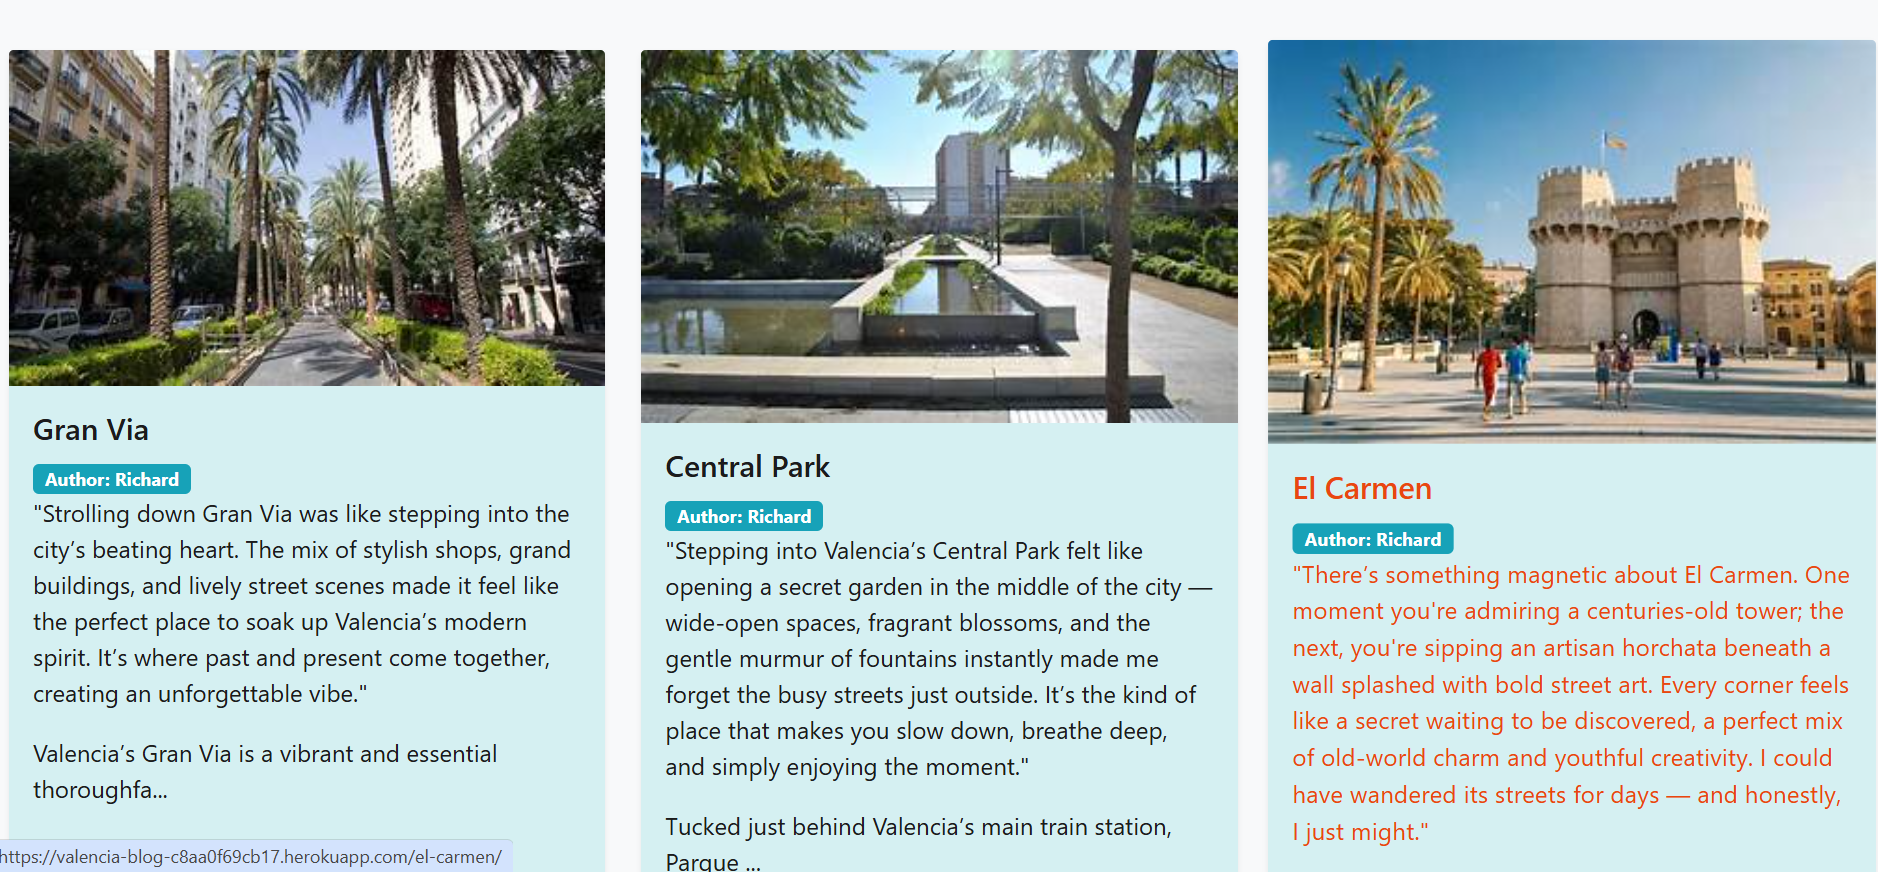 Gran Via
Author: Richard
"Strolling down Gran Via was like stepping into the
city’s beating heart. The mix of stylish shops, grand
buildings, and lively street scenes made it feel like
the perfect place to soak up Valencia’s modern
spirit. It’s where past and present come together,
creating an unforgettable vibe."
Valencia’s Gran Via is a vibrant and essential
thoroughfa...
Central Park
Author: Richard
"Stepping into Valencia’s Central Park felt like
opening a secret garden in the middle of the city —
wide-open spaces, fragrant blossoms, and the
gentle murmur of fountains instantly made me
forget the busy streets just outside. It’s the kind of
place that makes you slow down, breathe deep,
and simply enjoying the moment."
Tucked just behind Valencia’s main train station,
Parque ...
El Carmen
Author: Richard
"There’s something magnetic about El Carmen. One
moment you're admiring a centuries-old tower; the
next, you're sipping an artisan horchata beneath a
wall splashed with bold street art. Every corner feels
like a secret waiting to be discovered, a perfect mix
of old-world charm and youthful creativity. I could
have wandered its streets for days — and honestly,
I just might."
https://valencia-blog-c8aa0f69cb17.herokuapp.com/el-carmen/